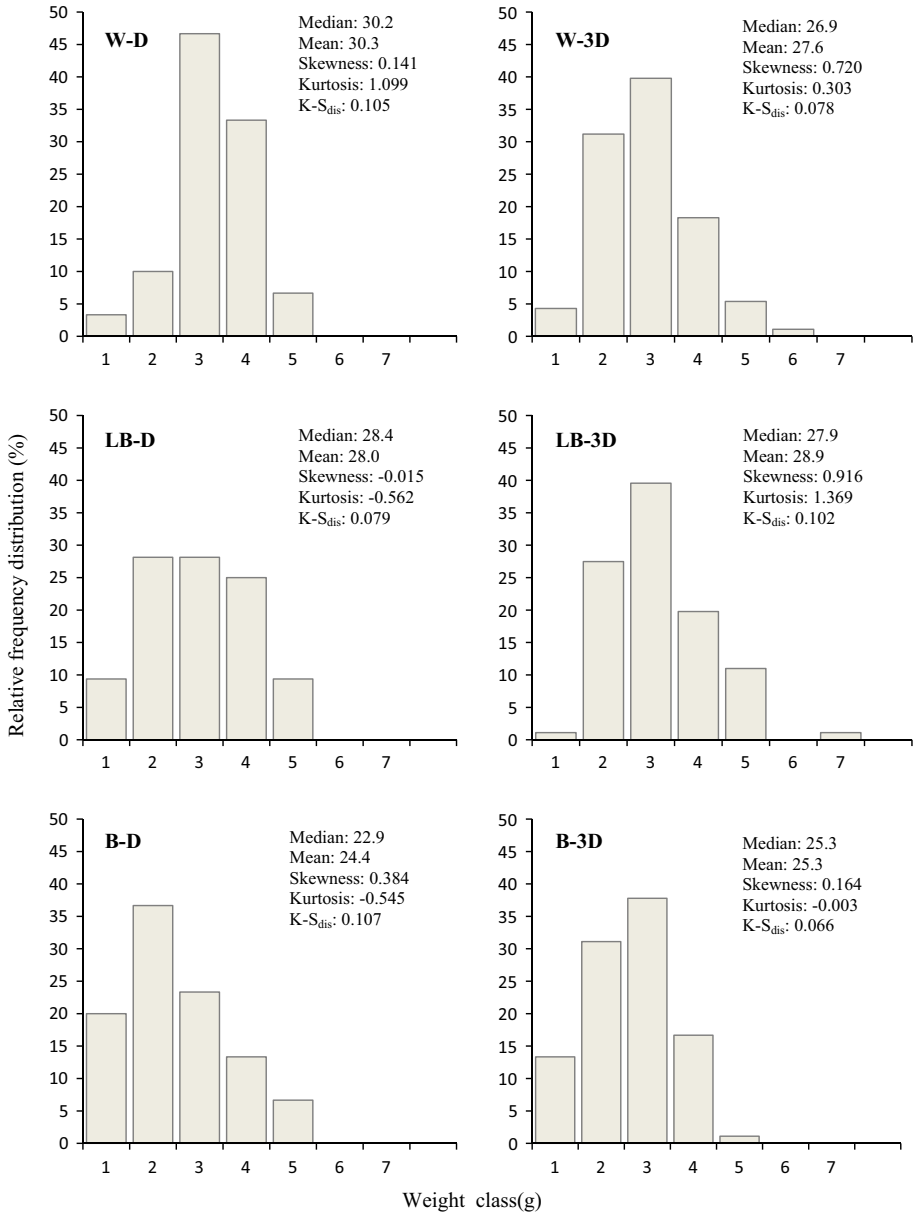 W-D
Median: 30.2
Mean: 30.3
Skewness: 0.141
Kurtosis: 1.099
K-Sdis: 0.105
50
45
40
35
30
25
20
15
10
5
0
1 2 3 4 5 6 7
W-3D
Median: 26.9
Mean: 27.6
Skewness: 0.720
Kurtosis: 0.303
K-Sdis: 0.078
50
45
40
35
30
25
20
15
10
5
0
1 2 3 4 5 6 7
Relative frequency distribution (%)
LB-D
Median: 28.4
Mean: 28.0
Skewness: -0.015
Kurtosis: -0.562
K-Sdis: 0.079
50
45
40
35
30
25
20
15
10
5
0
1 2 3 4 5 6 7
LB-3D
Median: 27.9
Mean: 28.9
Skewness: 0.916
Kurtosis: 1.369
K-Sdis: 0.102
50
45
40
35
30
25
20
15
10
5
0
1 2 3 4 5 6 7
B-D
Median: 22.9
Mean: 24.4
Skewness: 0.384
Kurtosis: -0.545
K-Sdis: 0.107
50
45
40
35
30
25
20
15
10
5
0
1 2 3 4 5 6 7
B-3D
Median: 25.3
Mean: 25.3
Skewness: 0.164
Kurtosis: -0.003
K-Sdis: 0.066
50
45
40
35
30
25
20
15
10
5
0
1 2 3 4 5 6 7
Weight class(g)